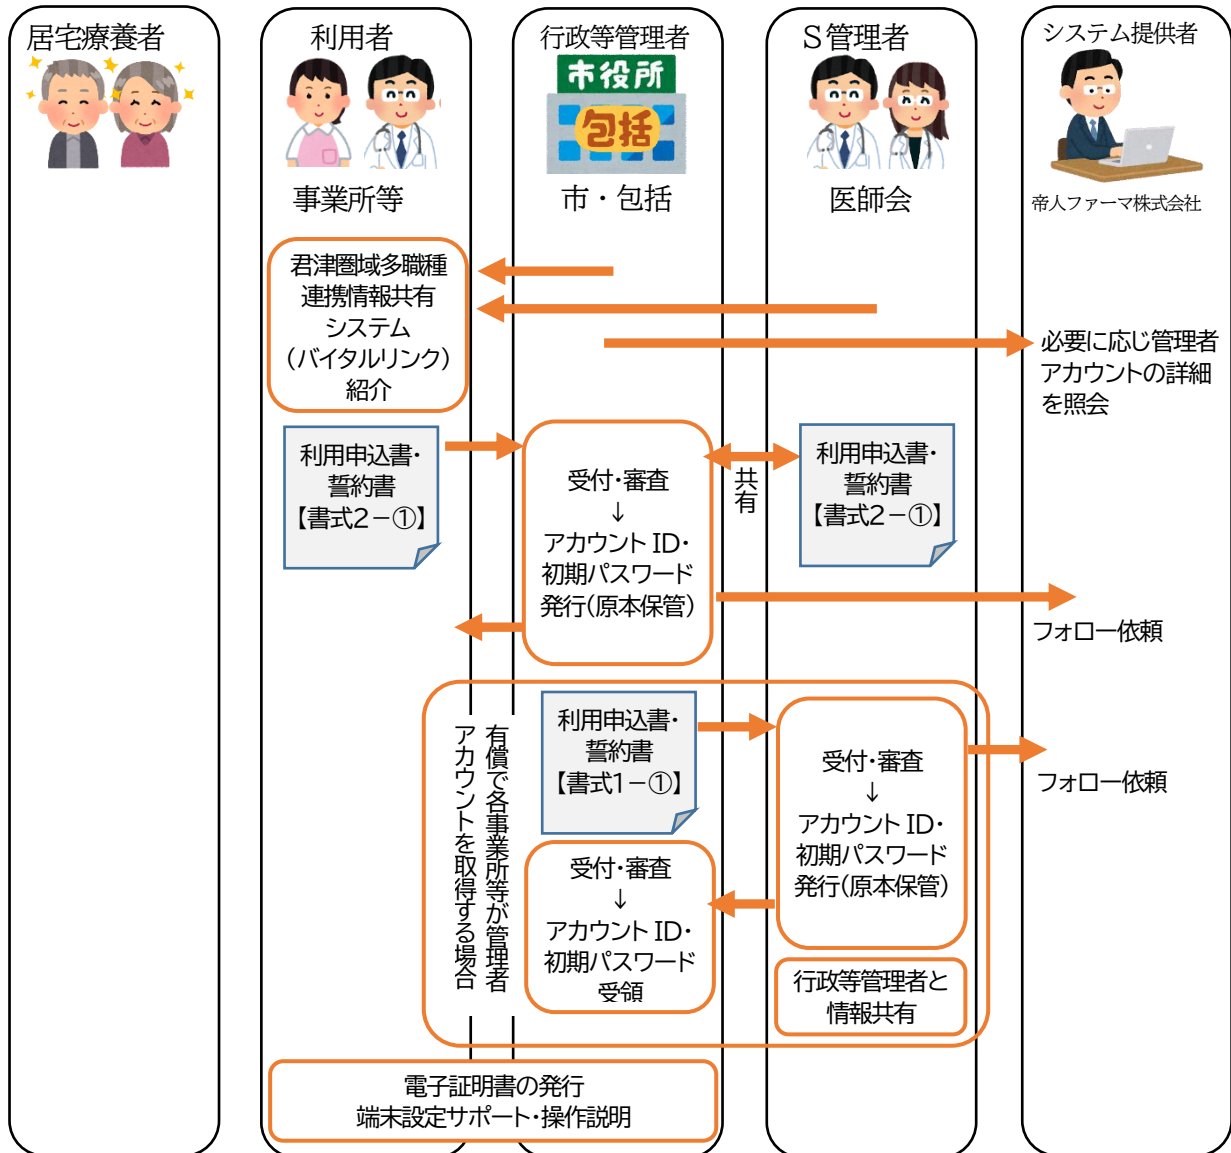 居宅療養者
利用者
行政等管理者
S管理者
システム提供者
市役所
包括
事業所等
市・包括
医師会
帝人ファーマ株式会社
君津圏域多職種
連携情報共有
システム
（バイタルリンク）
紹介
必要に応じ管理者
アカウントの詳細
を照会
利用申込書・
誓約書
【書式2－①】
受付・審査
↓
アカウント ID・
初期パスワード
発行(原本保管)
共有
利用申込書・
誓約書
【書式2－①】
フォロー依頼
有償で各事業所等が管理者
アカウントを取得する場合
利用申込書・
誓約書
【書式1－①】
受付・審査
↓
アカウント ID・
初期パスワード
発行(原本保管)
フォロー依頼
受付・審査
↓
アカウント ID・
初期パスワード
受領
行政等管理者と
情報共有
電子証明書の発行
端末設定サポート・操作説明